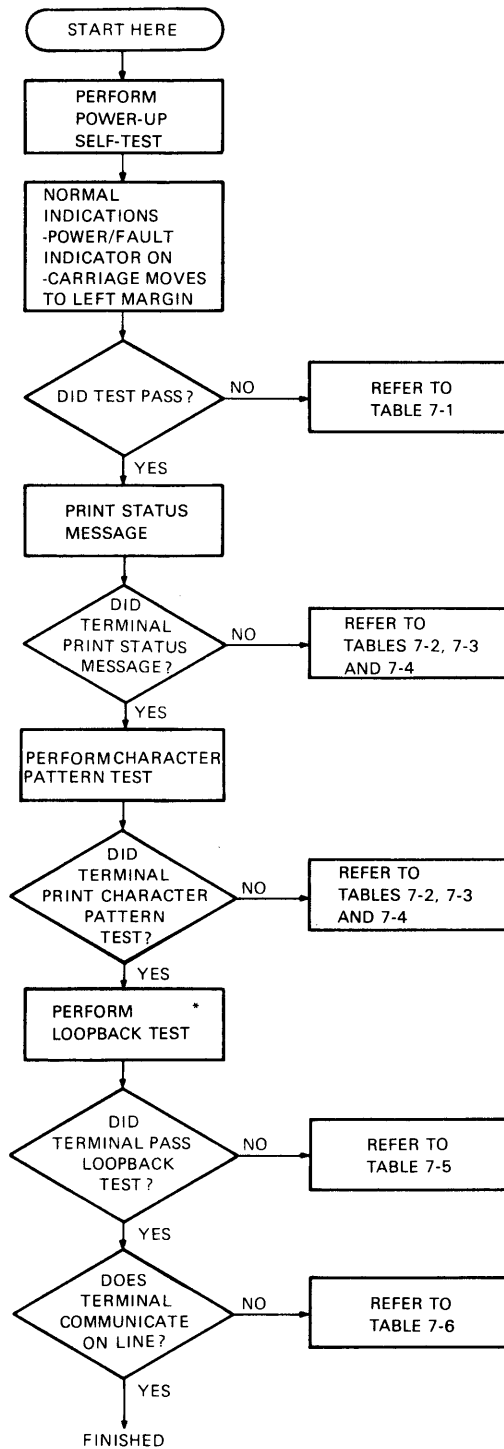 START HERE
PERFORM
POWER-UP
SELF-TEST
NORMAL
INDICATIONS
-POWER/FAULT
INDICATOR ON
-CARRIAGE MOVES
TO LEFT MARGIN
DID TEST PASS?
NO
REFER TO
TABLE 7-1
YES
PRINT STATUS
MESSAGE
DID
TERMINAL
PRINT STATUS
MESSAGE?
NO
REFER TO
TABLES 7-2, 7-3
AND 7-4
YES
PERFORM CHARACTER
PATTERN TEST
DID
TERMINAL
PRINT CHARACTER
PATTERN
TEST?
NO
REFER TO
TABLES 7-2, 7-3
AND 7-4
YES
PERFORM *
LOOPBACK TEST
DID
TERMINAL PASS
LOOPBACK
TEST?
NO
REFER TO
TABLE 7-5
YES
DOES
TERMINAL
COMMUNICATE
ON LINE?
NO
REFER TO
TABLE 7-6
YES
FINISHED